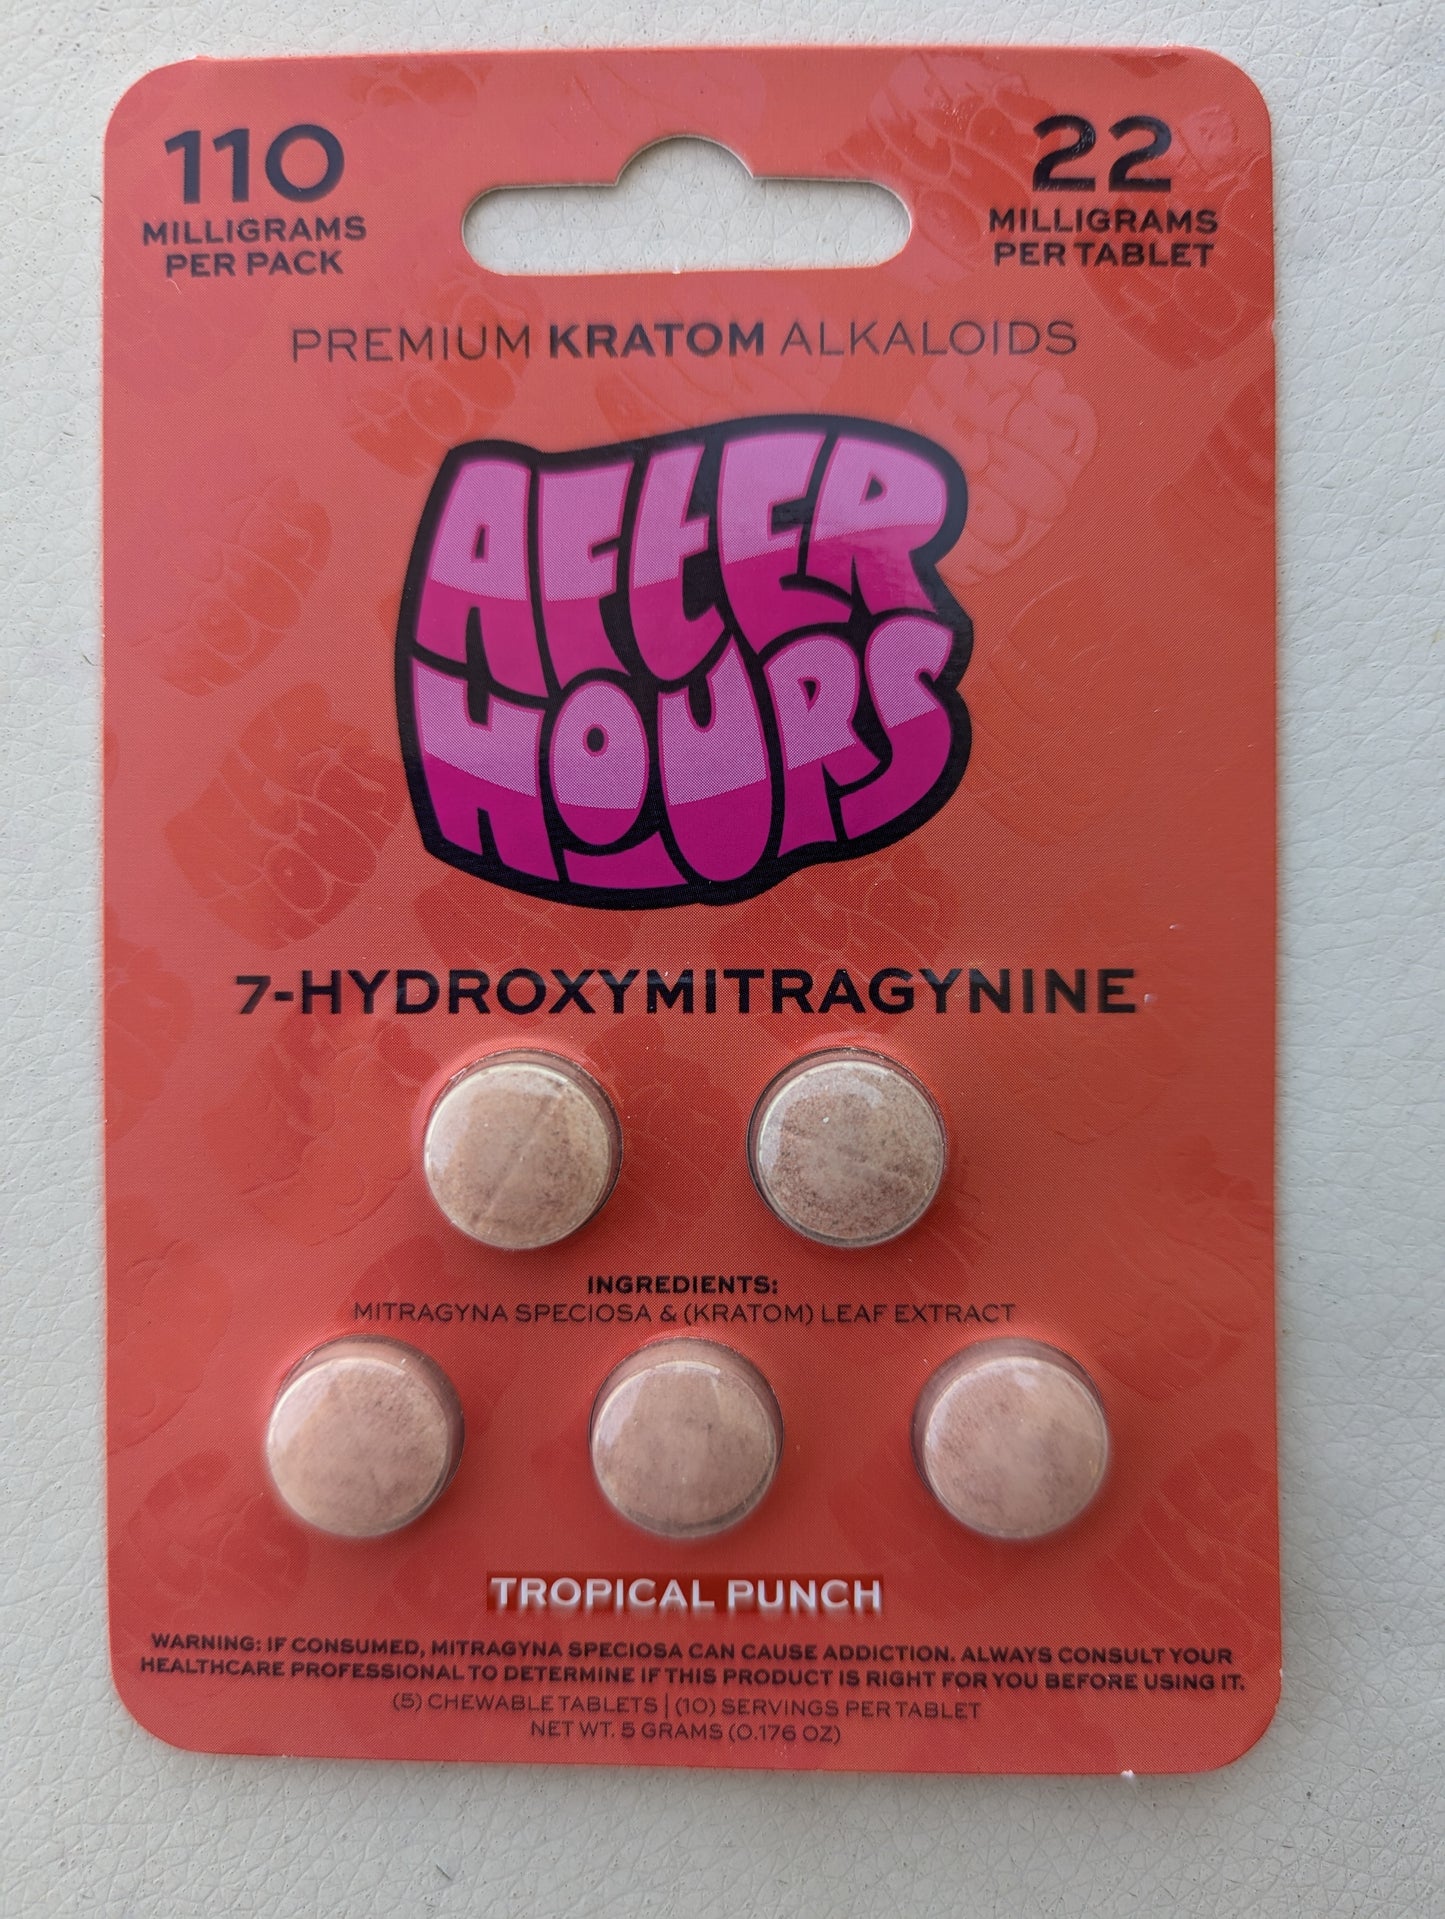 110
MILLIGRAMS
PER PACK
22
MILLIGRAMS
PER TABLET
PREMIUM KRATOM ALKALOIDS
AFTER
HOURS
7-HYDROXYMITRAGYNINE
INGREDIENTS:
MITRAGYNA SPECIOSA & (KRATOM) LEAF EXTRACT
TROPICAL PUNCH
WARNING: IF CONSUMED, MITRAGYNA SPECIOSA CAN CAUSE ADDICTION. ALWAYS CONSULT YOUR
HEALTHCARE PROFESSIONAL TO DETERMINE IF THIS PRODUCT IS RIGHT FOR YOU BEFORE USING IT.
(5) CHEWABLE TABLETS | (10) SERVINGS PER TABLET
NET WT. 5 GRAMS (0.176 OZ)